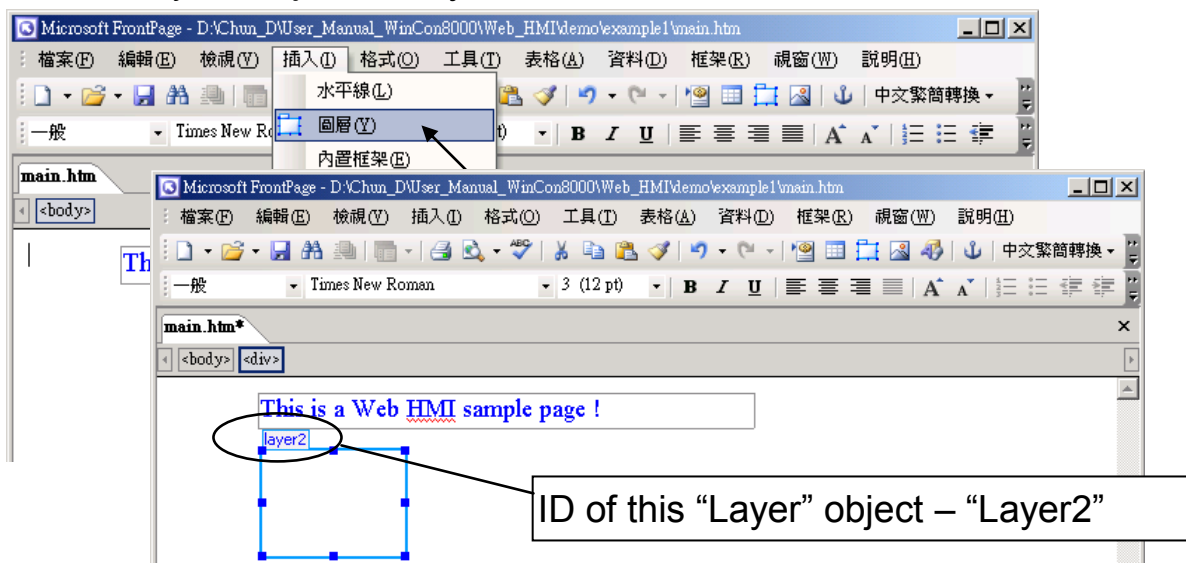 Microsoft FrontPage - D:\Chun_D\User_Manual_WinCon8000\Web_HMI\demo\example1\main.htm
檔案(F) 編輯(E) 檢視(V) 插入(I) 格式(O) 工具(T) 表格(A) 資料(D) 框架(R) 視窗(W) 說明(H)
水平線(L)
中文繁簡轉換
一般 Times New
圖層(Y)
B I U
內置框架(E)
main.htm
<body>
Microsoft FrontPage - D:\Chun_D\User_Manual_WinCon8000\Web_HMI\demo\example1\main.htm
檔案(F) 編輯(E) 檢視(V) 插入(I) 格式(O) 工具(T) 表格(A) 資料(D) 框架(R) 視窗(W) 說明(H)
中文繁簡轉換
一般 Times New Roman 3 (12 pt) B I U
main.htm*
<body> <div>
This is a Web HMI sample page !
layer2
ID of this “Layer” object – “Layer2”